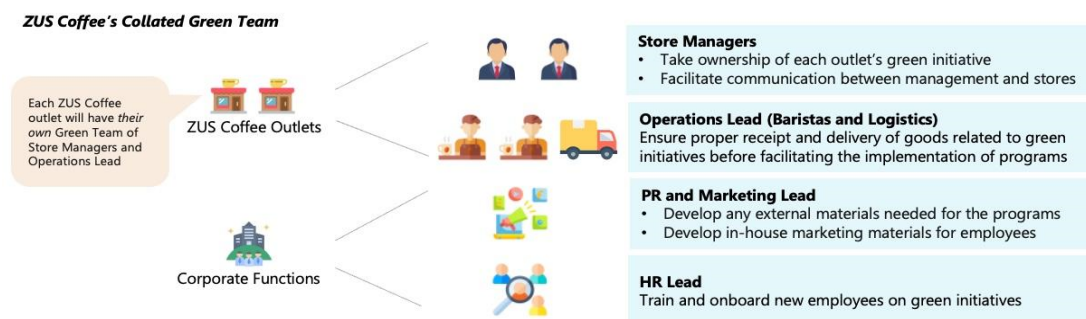 ZUS Coffee's Collated Green Team
Each ZUS Coffee
outlet will have their
own Green Team of
Store Managers and
Operations Lead
ZUS Coffee Outlets
Corporate Functions
Store Managers
• Take ownership of each outlet's green initiative
• Facilitate communication between management and stores
Operations Lead (Baristas and Logistics)
Ensure proper receipt and delivery of goods related to green
initiatives before facilitating the implementation of programs
PR and Marketing Lead
• Develop any external materials needed for the programs
• Develop in-house marketing materials for employees
HR Lead
Train and onboard new employees on green initiatives